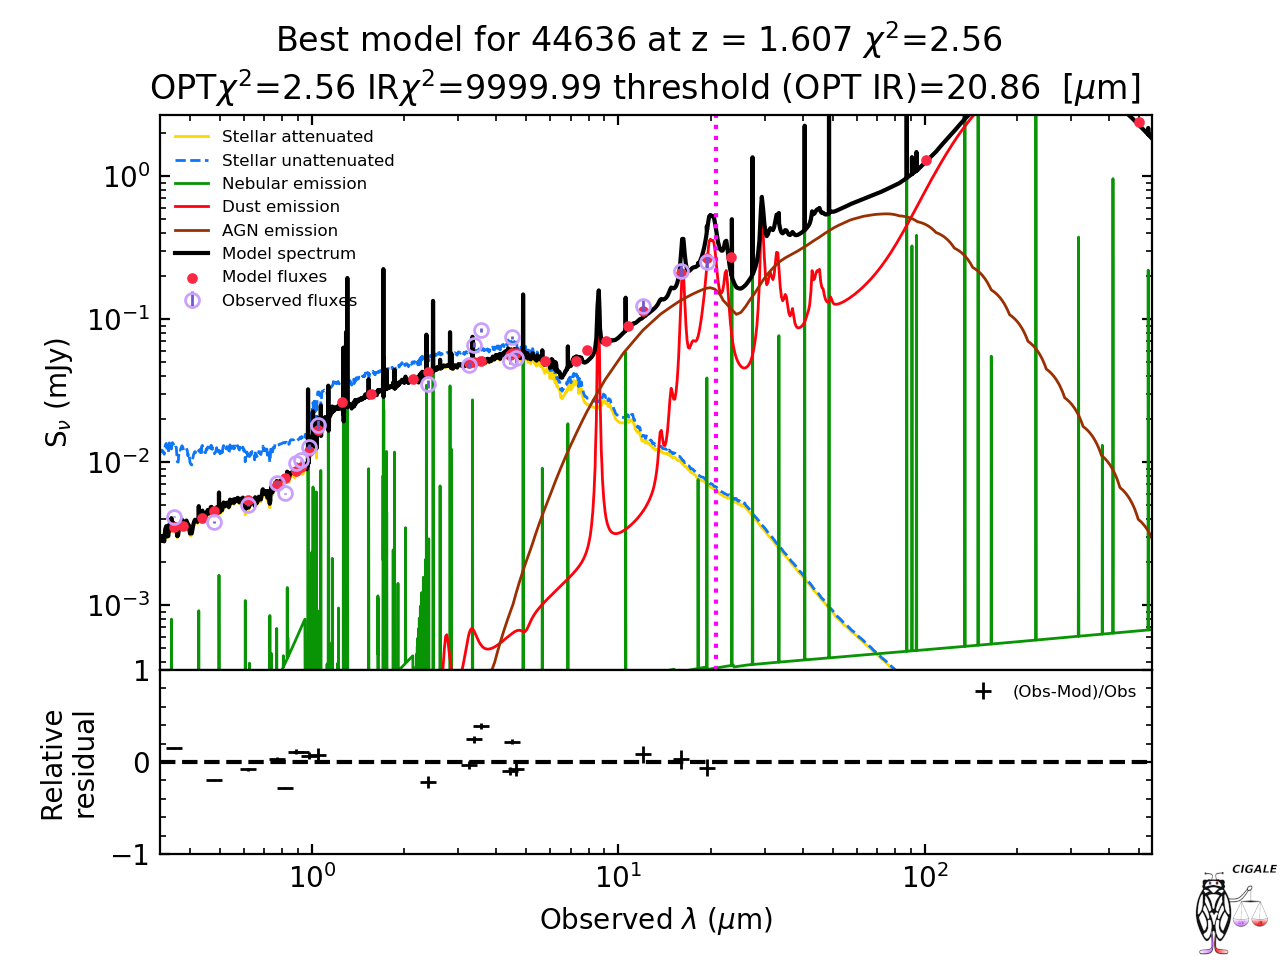 Best model for 44636 at z = 1.607 χ²=2.56
OPTχ²=2.56 IRχ²=9999.99 threshold (OPT IR)=20.86 [μm]
Stellar attenuated
Stellar unattenuated
Nebular emission
Dust emission
AGN emission
Model spectrum
Model fluxes
Observed fluxes
10⁰
10⁻¹
10⁻²
10⁻³
S_ν (mJy)
1
0
−1
Relative
residual
(Obs-Mod)/Obs
10⁰ 10¹ 10²
Observed λ (μm)
CIGALE